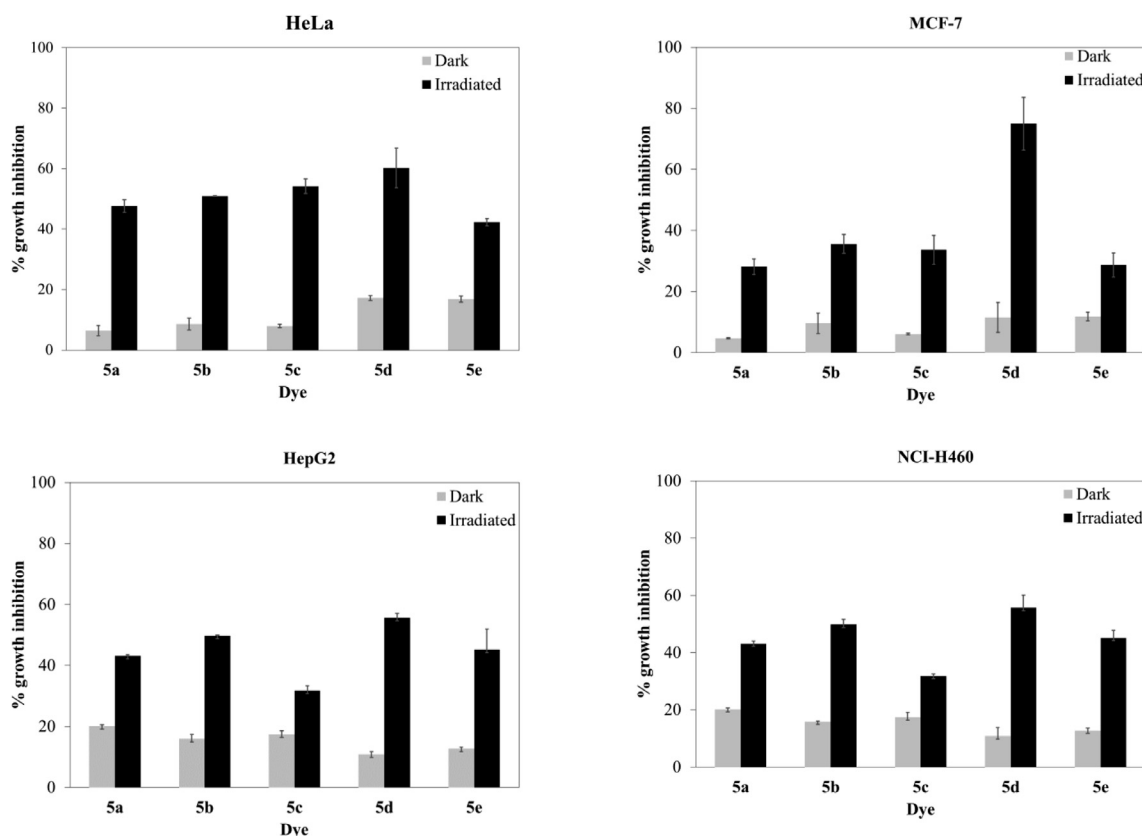 HeLa
100
80
60
40
20
0
% growth inhibition
Dark
Irradiated
5a 5b 5c 5d 5e
Dye
MCF-7
100
80
60
40
20
0
% growth inhibition
Dark
Irradiated
5a 5b 5c 5d 5e
Dye
HepG2
100
80
60
40
20
0
% growth inhibition
Dark
Irradiated
5a 5b 5c 5d 5e
Dye
NCI-H460
100
80
60
40
20
0
% growth inhibition
Dark
Irradiated
5a 5b 5c 5d 5e
Dye